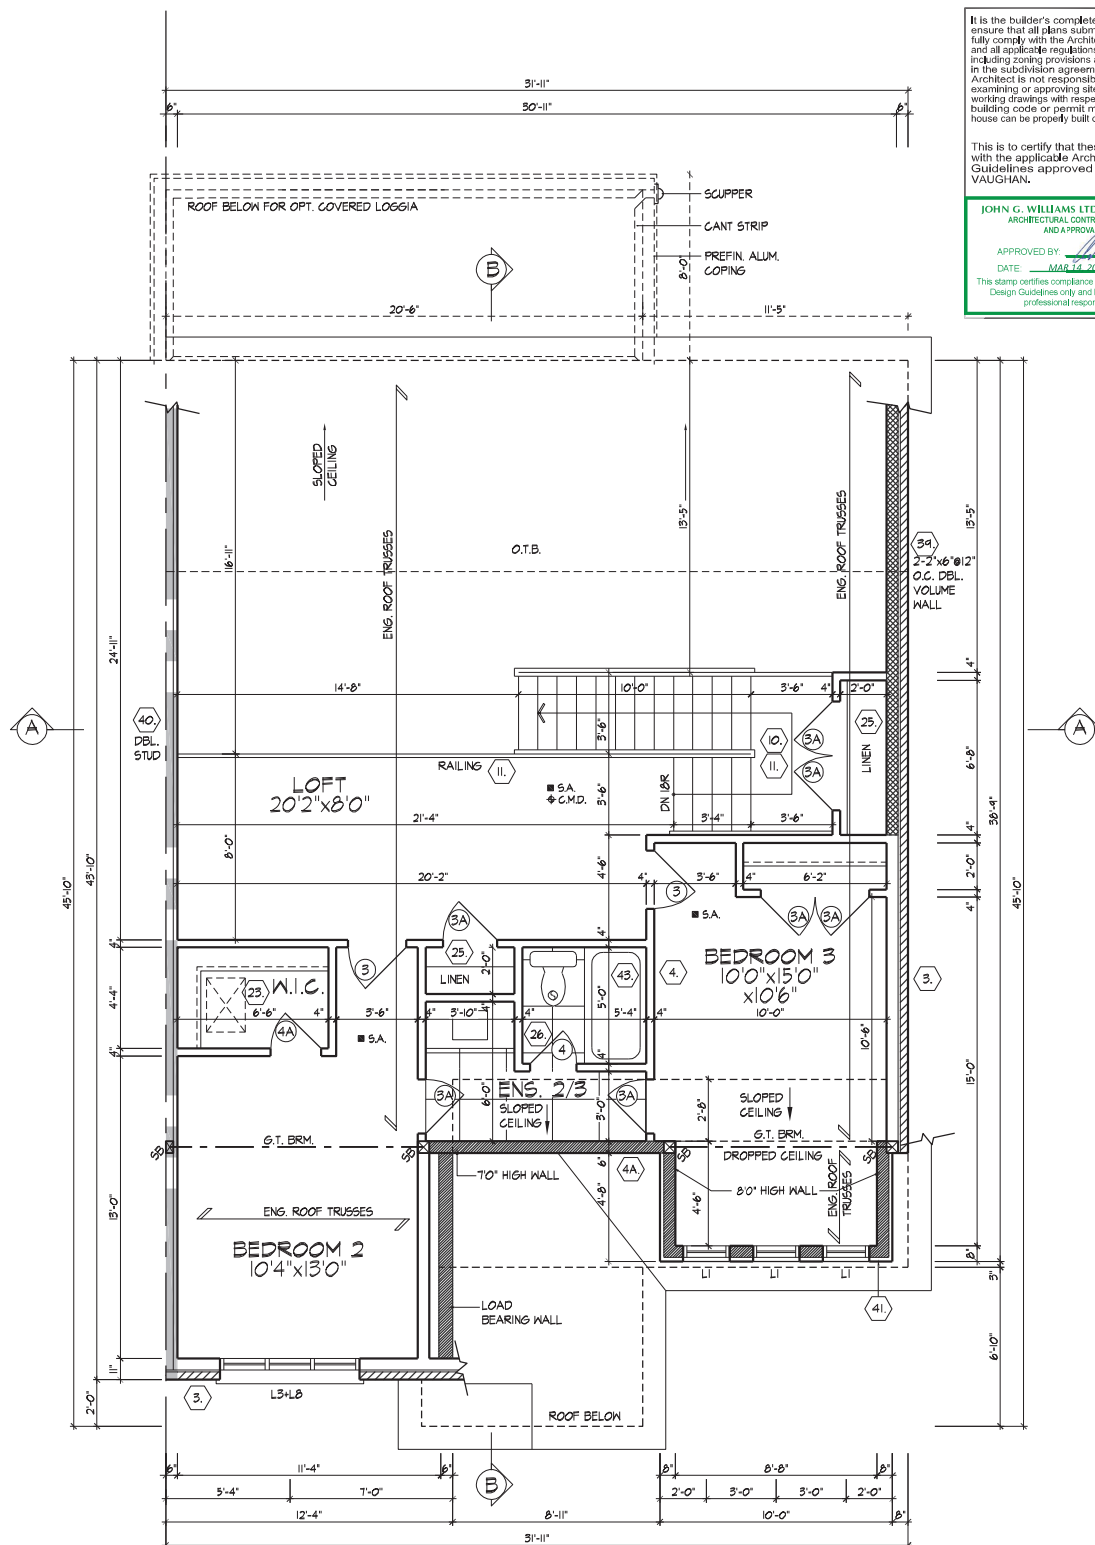 It is the builder's complete
ensure that all plans subm
fully comply with the Archite
and all applicable regulations
including zoning provisions a
in the subdivision agreem
Architect is not responsib
examining or approving site
working drawings with respe
building code or permit m
house can be properly built o
This is to certify that thes
with the applicable Arch
Guidelines approved
VAUGHAN.
JOHN G. WILLIAMS LTD
ARCHITECTURAL CONTR
AND APPROVA
APPROVED BY:
DATE: MAR 14, 20
This stamp certifies compliance
Design Guidelines only and
professional respon
31'-11"
6" 30'-11" 6"
SCUPPER
ROOF BELOW FOR OPT. COVERED LOGGIA
CANT STRIP
PREFIN. ALUM.
COPING
8'-0"
B
20'-6" 11'-5"
SLOPED
CEILING
ENG. ROOF TRUSSES
ENG. ROOF TRUSSES
O.T.B.
116'-11"
13'-5"
13'-5"
39.
2-2"x6"@12"
O.C. DBL.
VOLUME
WALL
24'-11"
43'-10"
45'-10"
38'-9"
45'-10"
14'-8" 10'-0" 3'-6" 4" 2'-0"
4"
A
40.
DBL.
STUD
3'-6"
10.
11.
3A
3A
25.
LINEN
6'-8"
A
RAILING 11.
LOFT
20'2"x8'0"
S.A.
C.M.D.
3'-6"
DN 18R
21'-4" 3'-4" 3'-6"
4"
8'-0"
4'-6"
2'-0"
20'-2" 4" 3'-6" 4" 6'-2"
3
3A 3A
4"
S.A.
3A
4"
4"
3
25.
LINEN
2'-0"
4"
43.
4.
BEDROOM 3
10'0"x15'0"
x10'6"
3.
23.
W.I.C.
4'-4"
5'-0"
6'-6" 4" 3'-6" 4" 3'-10" 4" 5'-4" 4" 10'-0"
4A
S.A.
26.
4
10'-6"
15'-0"
4"
4"
3A
6'-0"
ENS. 2/3
SLOPED
CEILING
3'-0"
3A
2'-8"
SLOPED
CEILING
SB
G.T. BRM.
SB
G.T. BRM.
SB
DROPPED CEILING
7'0" HIGH WALL
6"
4A.
8'0" HIGH WALL
4'-8"
4'-6"
ENG. ROOF
TRUSSES
13'-0"
ENG. ROOF TRUSSES
BEDROOM 2
10'4"x13'0"
8"
L1 L1 L1
3"
41.
LOAD
BEARING WALL
6'-10"
11"
3.
L3+L8
2'-0"
ROOF BELOW
B
6" 11'-4" 6" 8" 8'-8" 8"
5'-4" 7'-0" 2'-0" 3'-0" 3'-0" 2'-0"
12'-4" 8'-11" 10'-0" 8"
31'-11"